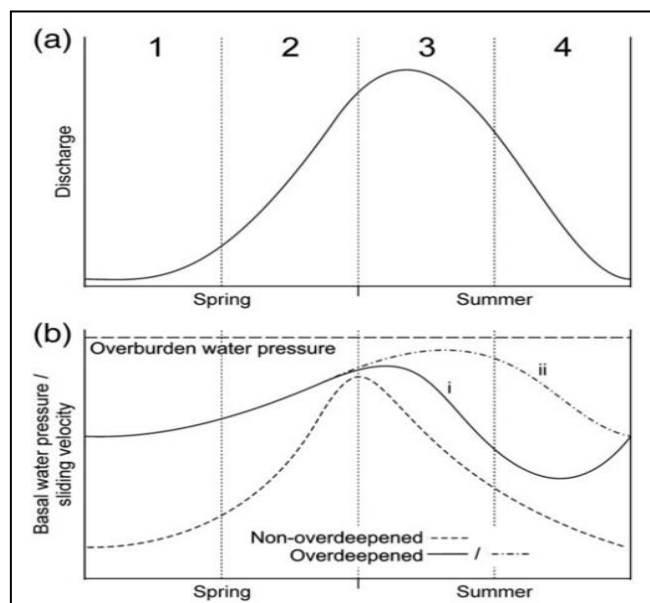 (a)
1 2 3 4
Discharge
Spring Summer
(b)
Overburden water pressure
i
ii
Basal water pressure /
sliding velocity
Non-overdeepened
Overdeepened /
Spring Summer